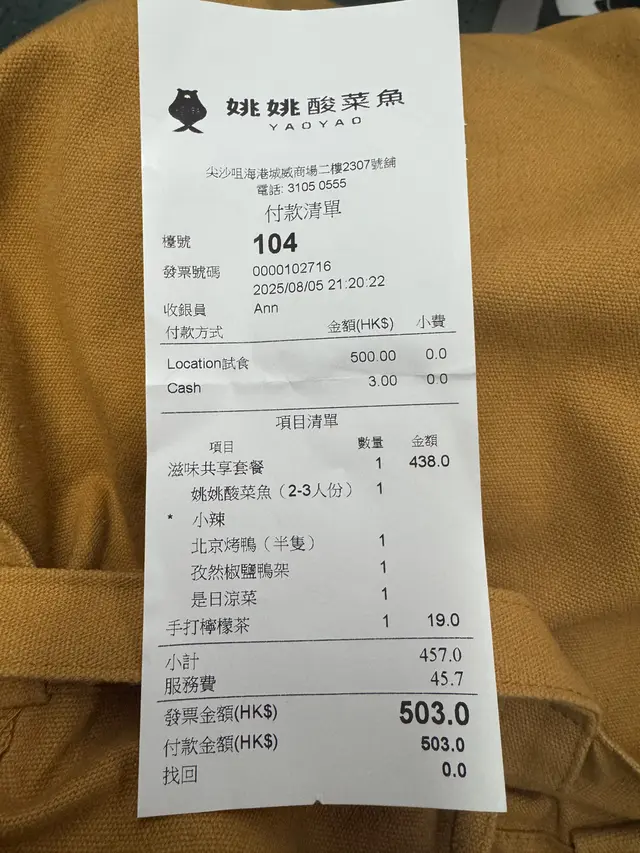 姚姚酸菜魚
YAOYAO
尖沙咀海港城威商場二樓2307號舖
電話: 3105 0555
付款清單
檯號 104
發票號碼 0000102716
2025/08/05 21:20:22
收銀員 Ann
付款方式 金額(HK$) 小費
Location試食 500.00 0.0
Cash 3.00 0.0
項目清單
項目 數量 金額
滋味共享套餐 1 438.0
姚姚酸菜魚（2-3人份） 1
* 小辣
北京烤鴨（半隻） 1
孜然椒鹽鴨架 1
是日涼菜 1
手打檸檬茶 1 19.0
小計 457.0
服務費 45.7
發票金額(HK$) 503.0
付款金額(HK$) 503.0
找回 0.0